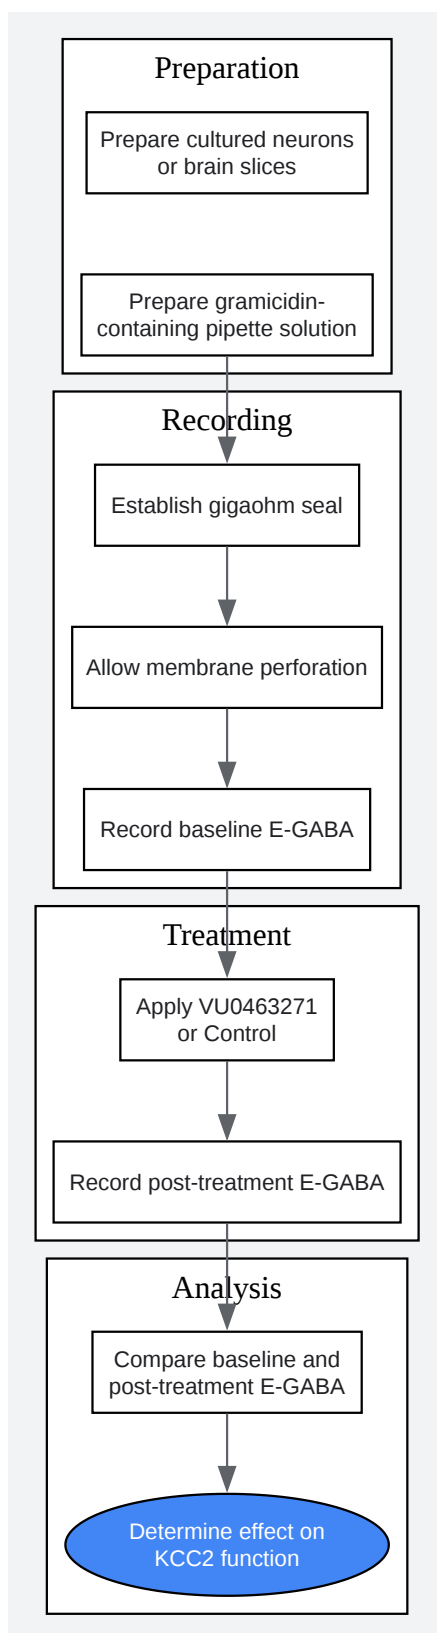 Preparation
Prepare cultured neurons
or brain slices
Prepare gramicidin-
containing pipette solution
Recording
Establish gigaohm seal
Allow membrane perforation
Record baseline E-GABA
Treatment
Apply VU0463271
or Control
Record post-treatment E-GABA
Analysis
Compare baseline and
post-treatment E-GABA
Determine effect on
KCC2 function